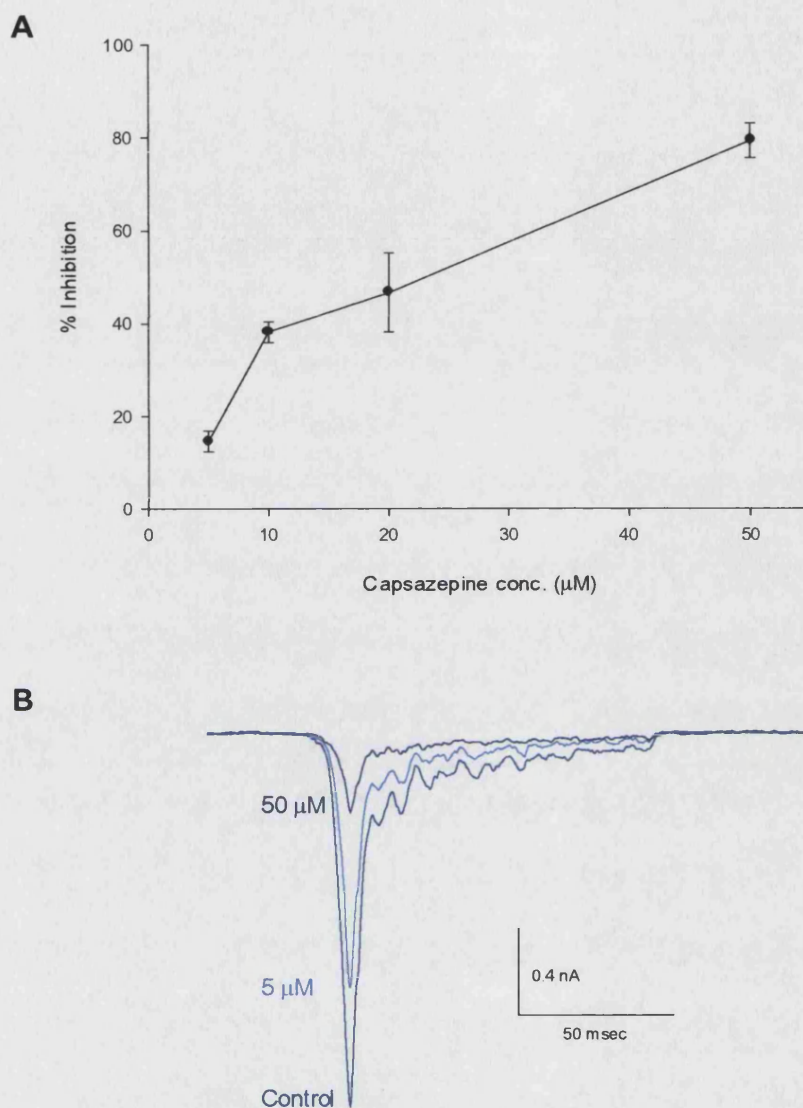 A
100
80
60
40
20
0
% Inhibition
0 10 20 30 40 50
Capsazepine conc. (μM)
B
50 μM
5 μM
Control
0.4 nA
50 msec